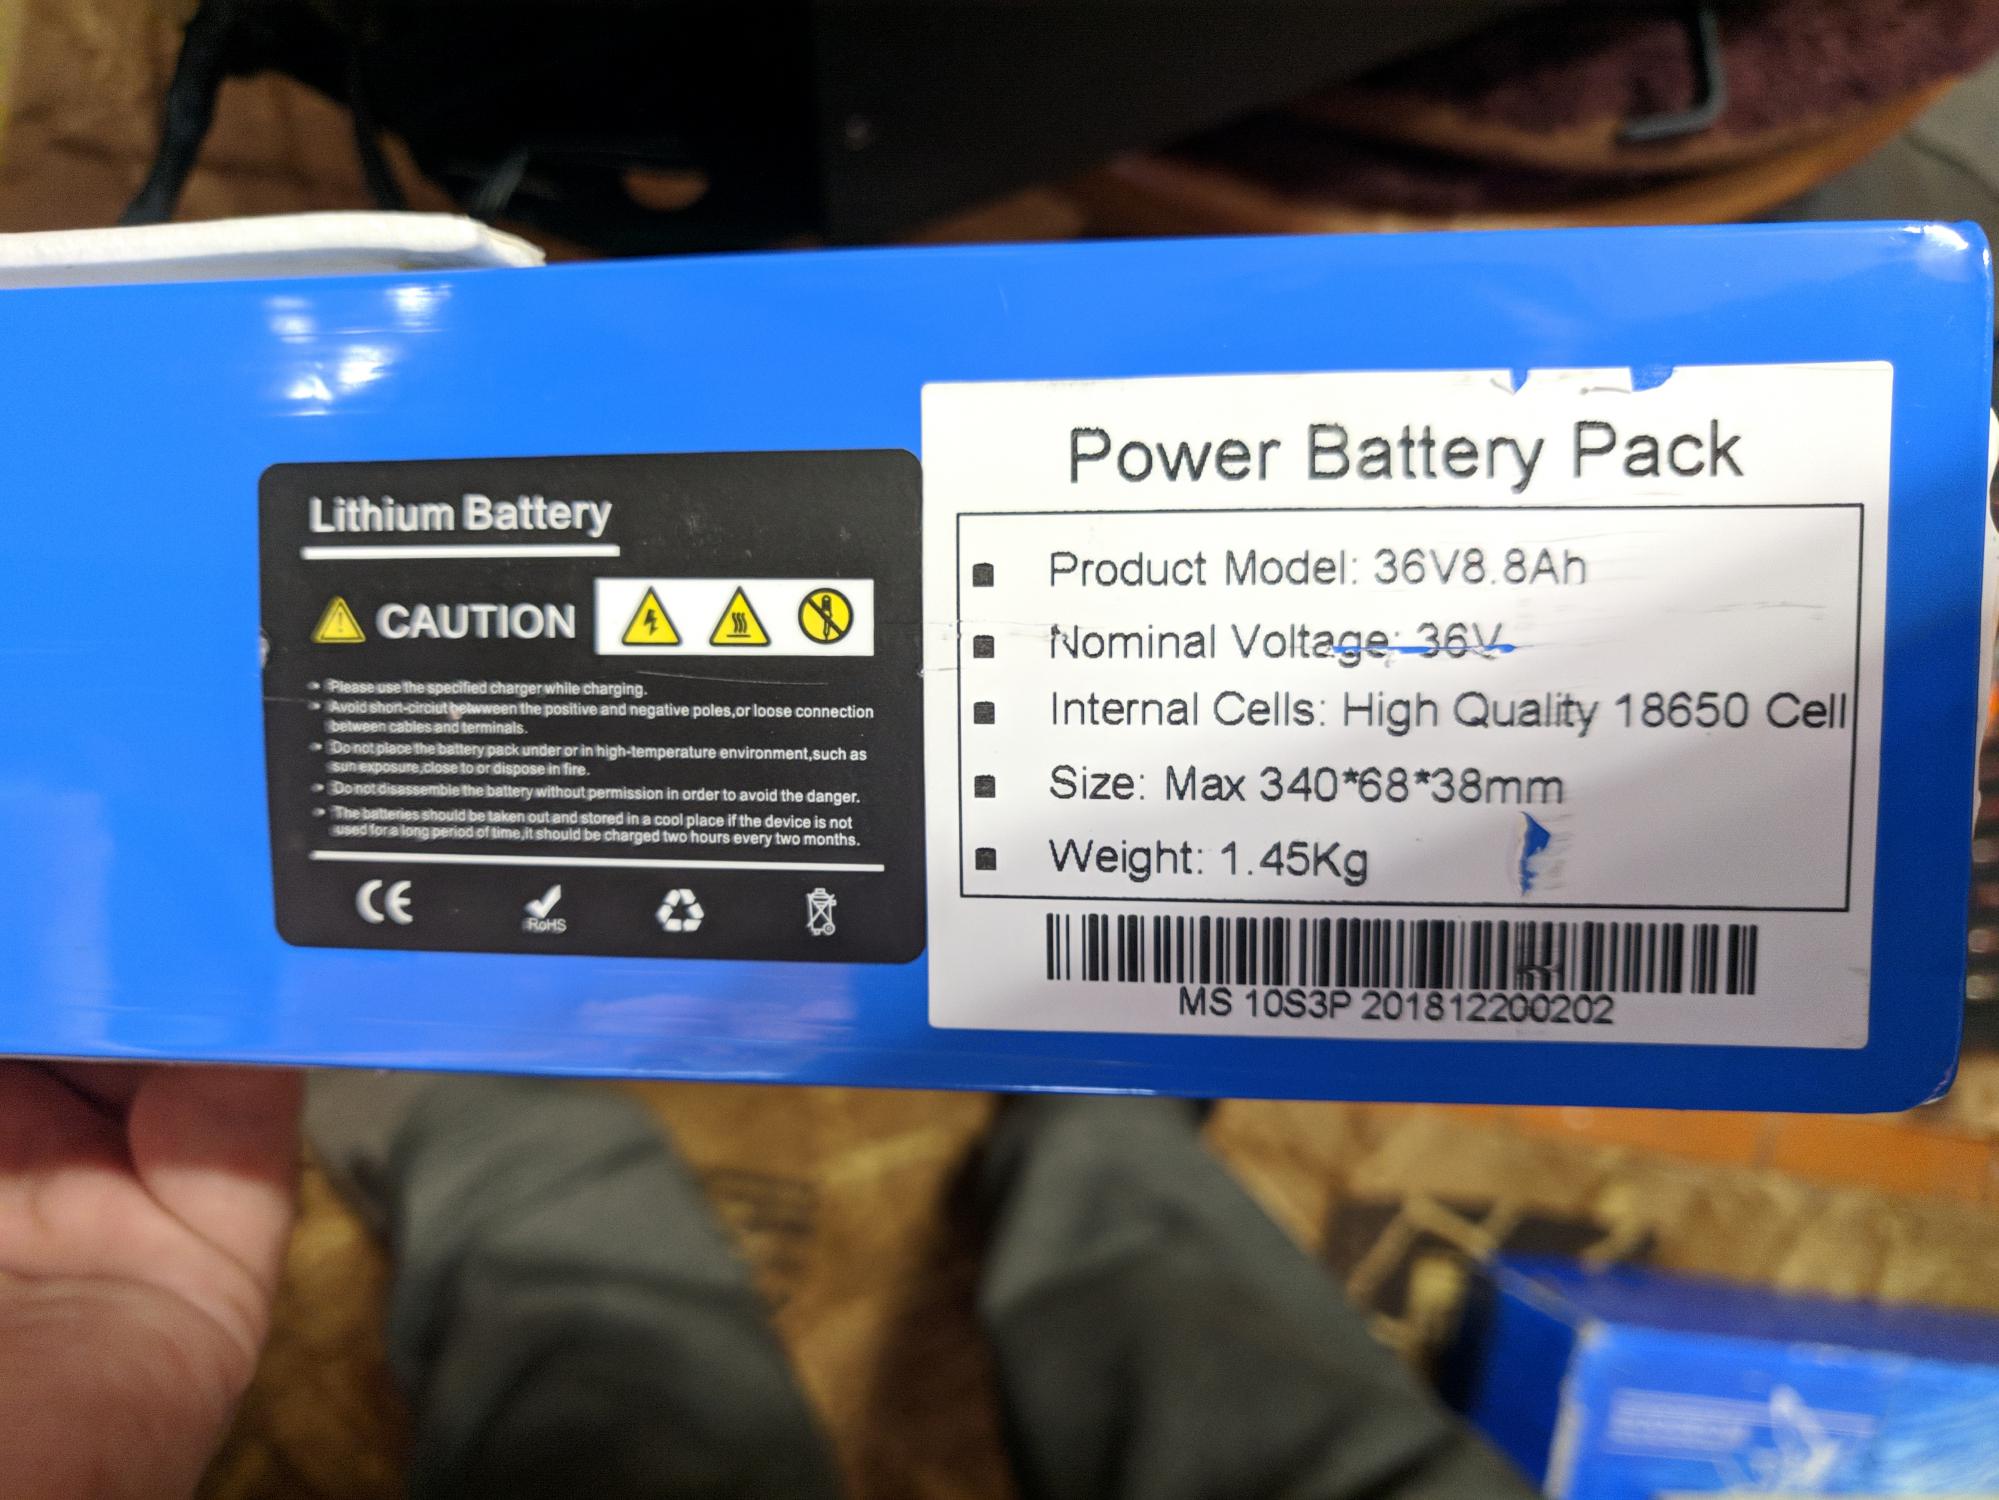 Lithium Battery
CAUTION
Please use the specified charger while charging.
Avoid short-circiut betwween the positive and negative poles,or loose connection
between cables and terminals.
Do not place the battery pack under or in high-temperature environment,such as
sun exposure,close to or dispose in fire.
Do not disassemble the battery without permission in order to avoid the danger.
The batteries should be taken out and stored in a cool place if the device is not
used for a long period of time,it should be charged two hours every two months.
CE
RoHS
Power Battery Pack
Product Model: 36V8.8Ah
Nominal Voltage: 36V
Internal Cells: High Quality 18650 Cell
Size: Max 340*68*38mm
Weight: 1.45Kg
MS 10S3P 201812200202